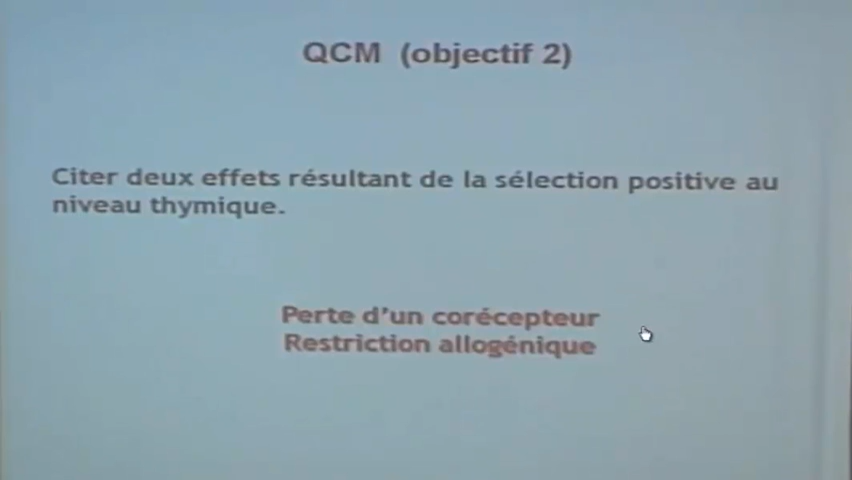 QCM (objectif 2)
Citer deux effets résultant de la sélection positive au
niveau thymique.
Perte d'un corécepteur
Restriction allogénique